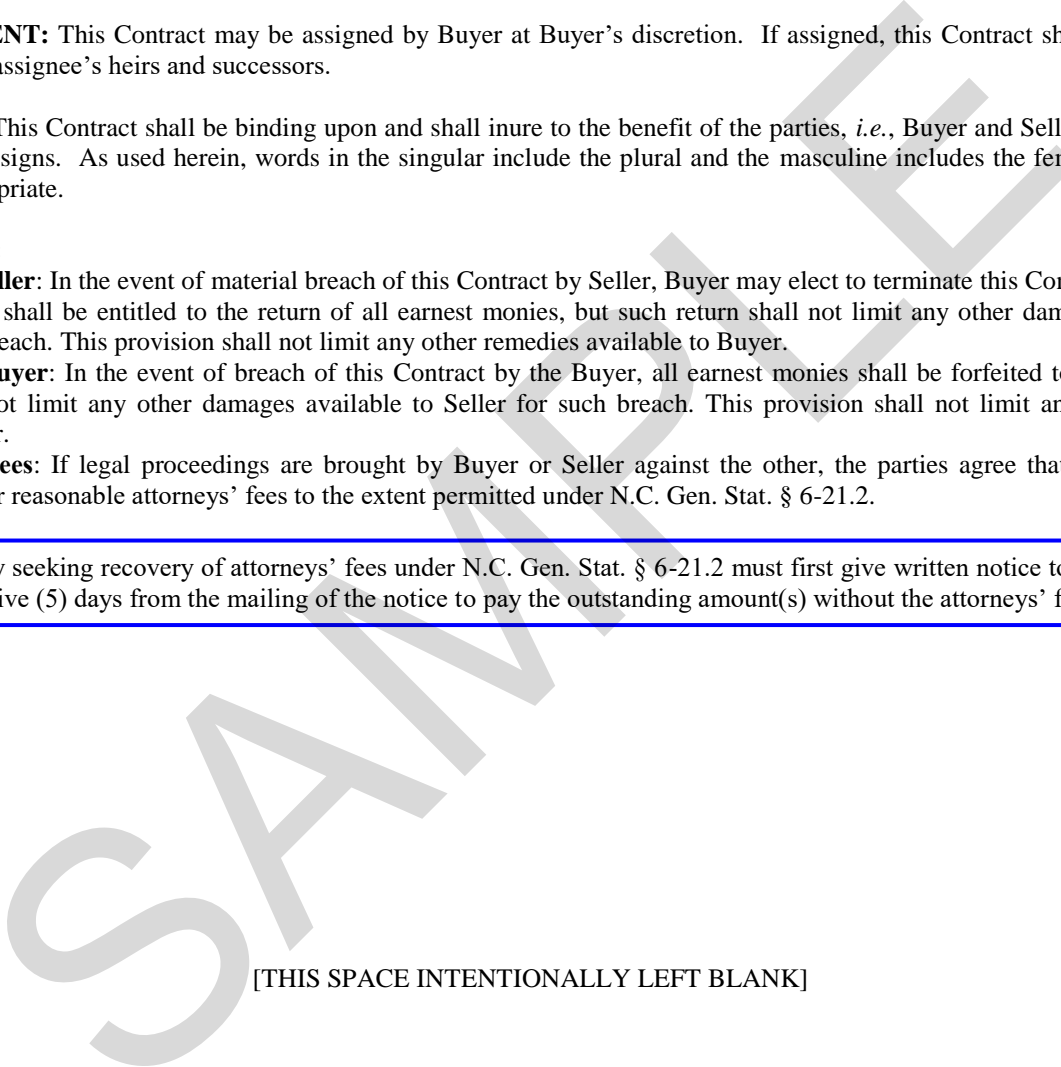 ENT: This Contract may be assigned by Buyer at Buyer’s discretion. If assigned, this Contract sh
assignee’s heirs and successors.
This Contract shall be binding upon and shall inure to the benefit of the parties, i.e., Buyer and Sell
signs. As used herein, words in the singular include the plural and the masculine includes the fer
priate.
ller: In the event of material breach of this Contract by Seller, Buyer may elect to terminate this Con
shall be entitled to the return of all earnest monies, but such return shall not limit any other dam
each. This provision shall not limit any other remedies available to Buyer.
uyer: In the event of breach of this Contract by the Buyer, all earnest monies shall be forfeited to
ot limit any other damages available to Seller for such breach. This provision shall not limit an
r.
ees: If legal proceedings are brought by Buyer or Seller against the other, the parties agree that
r reasonable attorneys’ fees to the extent permitted under N.C. Gen. Stat. § 6-21.2.
y seeking recovery of attorneys’ fees under N.C. Gen. Stat. § 6-21.2 must first give written notice to
ive (5) days from the mailing of the notice to pay the outstanding amount(s) without the attorneys’ f
[THIS SPACE INTENTIONALLY LEFT BLANK]
SAMPLE